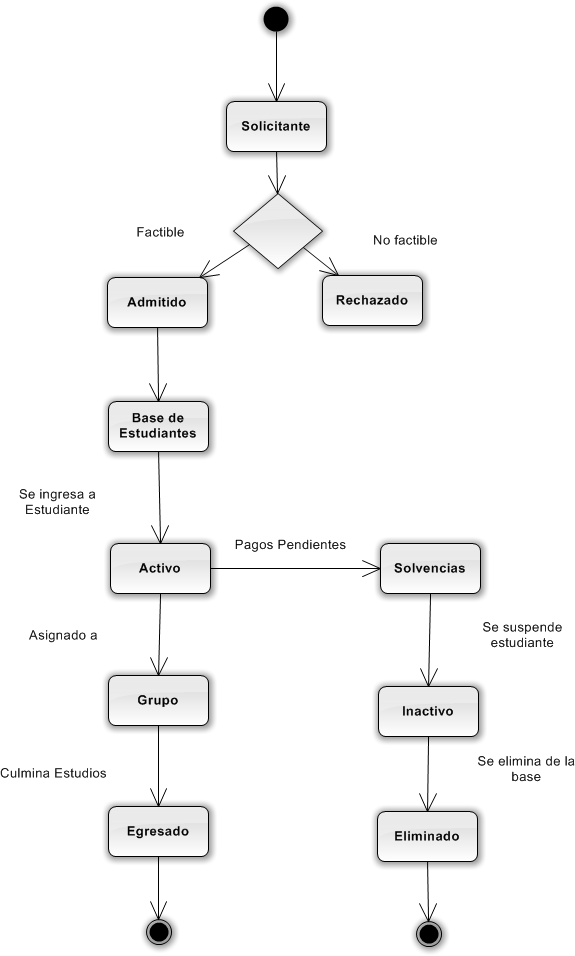 Solicitante
Factible
No factible
Admitido
Rechazado
Base de
Estudiantes
Se ingresa a
Estudiante
Pagos Pendientes
Activo
Solvencias
Asignado a
Se suspende
estudiante
Grupo
Inactivo
Culmina Estudios
Se elimina de la
base
Egresado
Eliminado